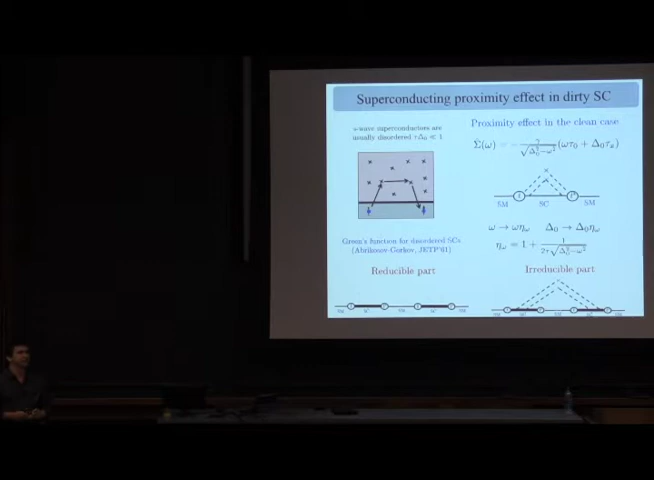 Superconducting proximity effect in dirty SC
s-wave superconductors are
usually disordered τΔ₀ ≪ 1
Green's function for disordered SCs
(Abrikosov-Gorkov, JETP'61)
Reducible part
Proximity effect in the clean case
Σ̂(ω) = −γ/√(Δ₀²−ω²) (ωτ₀ + Δ₀τₓ)
SM SC SM
ω → ωη_ω Δ₀ → Δ₀η_ω
η_ω = 1 + 1/(2τ√(Δ₀²−ω²))
Irreducible part